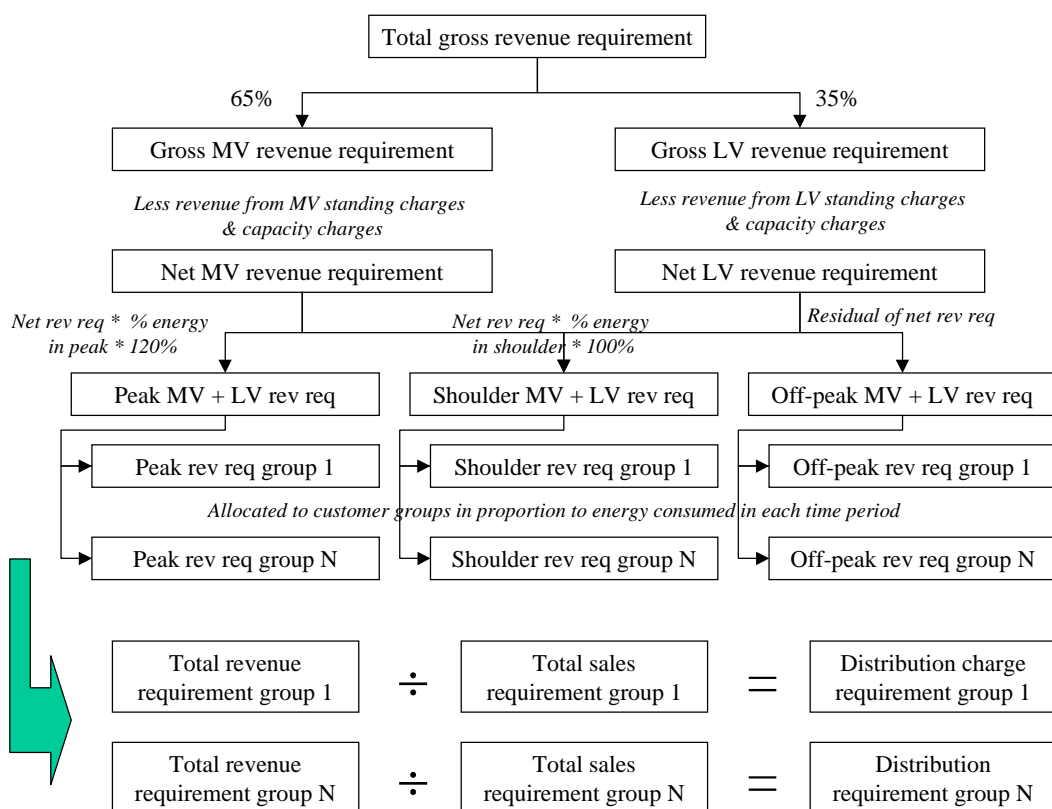 Total gross revenue requirement
65%
35%
Gross MV revenue requirement
Gross LV revenue requirement
Less revenue from MV standing charges
& capacity charges
Less revenue from LV standing charges
& capacity charges
Net MV revenue requirement
Net LV revenue requirement
Net rev req * % energy
in peak * 120%
Net rev req * % energy
in shoulder * 100%
Residual of net rev req
Peak MV + LV rev req
Shoulder MV + LV rev req
Off-peak MV + LV rev req
Peak rev req group 1
Shoulder rev req group 1
Off-peak rev req group 1
Allocated to customer groups in proportion to energy consumed in each time period
Peak rev req group N
Shoulder rev req group N
Off-peak rev req group N
Total revenue
requirement group 1
÷
Total sales
requirement group 1
=
Distribution charge
requirement group 1
Total revenue
requirement group N
÷
Total sales
requirement group N
=
Distribution
requirement group N